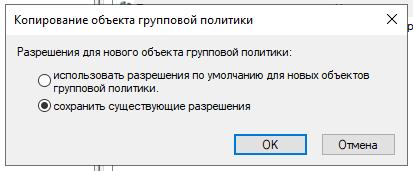 Копирование объекта групповой политики
Разрешения для нового объекта групповой политики:
использовать разрешения по умолчанию для новых объектов
групповой политики.
сохранить существующие разрешения
OK
Отмена